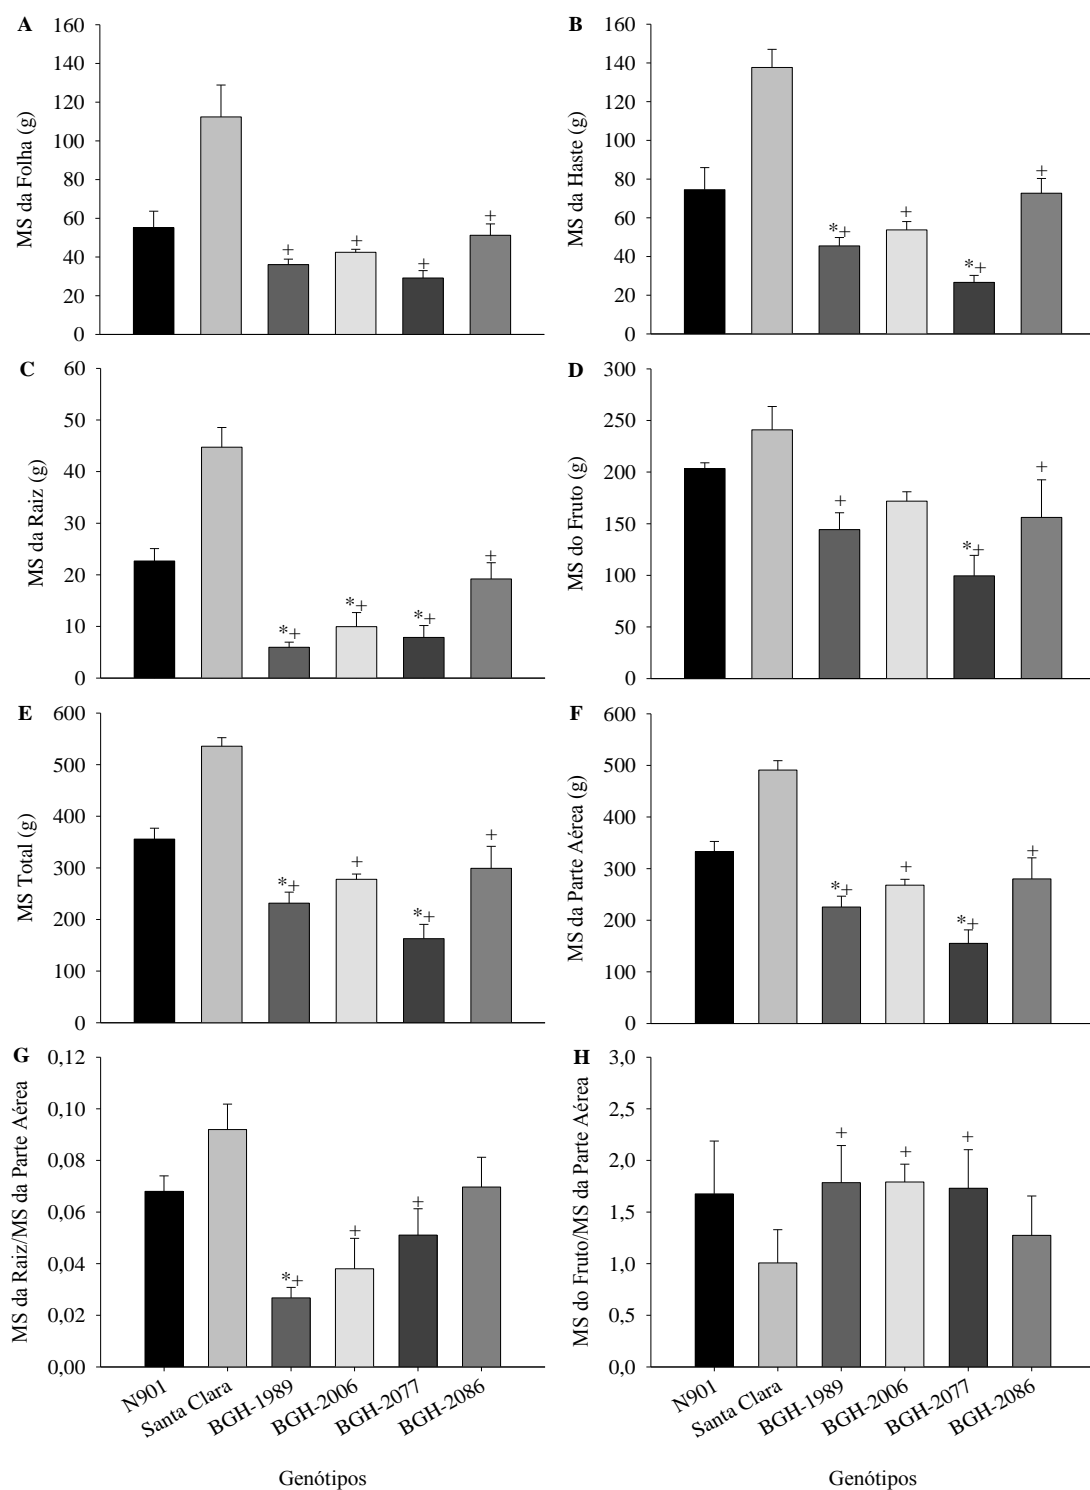 A
MS da Folha (g)
160
140
120
100
80
60
40
20
0
+
+
+
+
B
MS da Haste (g)
160
140
120
100
80
60
40
20
0
*+
+
*+
+
C
MS da Raiz (g)
60
50
40
30
20
10
0
*+
*+
*+
+
D
MS do Fruto (g)
300
250
200
150
100
50
0
+
*+
+
E
MS Total (g)
600
500
400
300
200
100
0
*+
+
*+
+
F
MS da Parte Aérea (g)
600
500
400
300
200
100
0
*+
+
*+
+
G
MS da Raiz/MS da Parte Aérea
0,12
0,10
0,08
0,06
0,04
0,02
0,00
*+
+
+
N901
Santa Clara
BGH-1989
BGH-2006
BGH-2077
BGH-2086
Genótipos
H
MS do Fruto/MS da Parte Aérea
3,0
2,5
2,0
1,5
1,0
0,5
0,0
+
+
+
N901
Santa Clara
BGH-1989
BGH-2006
BGH-2077
BGH-2086
Genótipos